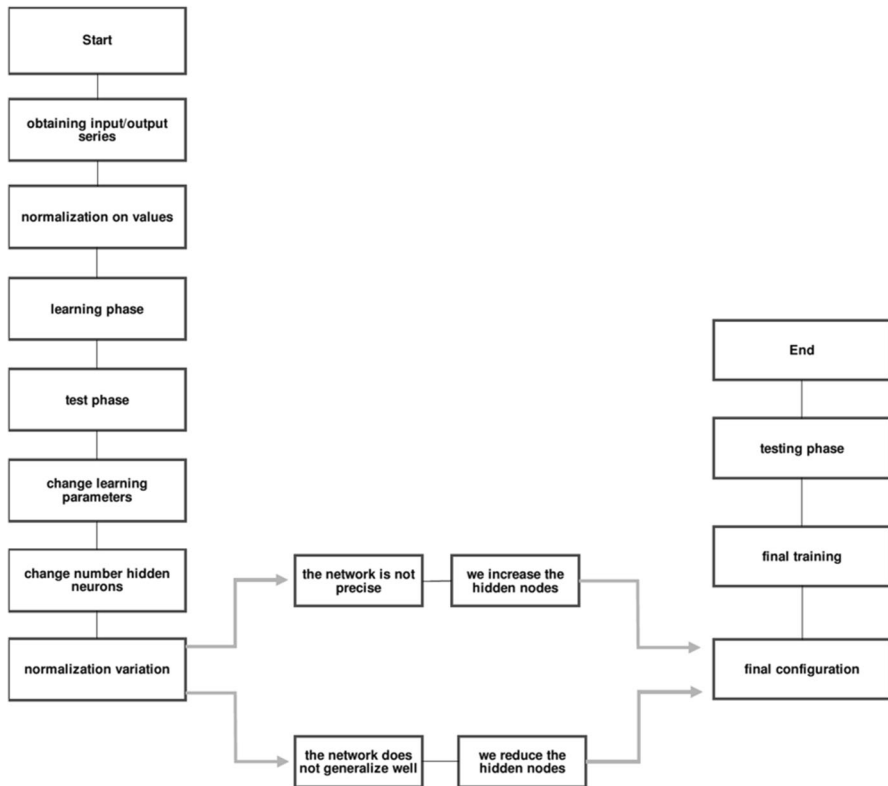 Start
obtaining input/output
series
normalization on values
learning phase
test phase
change learning
parameters
change number hidden
neurons
normalization variation
the network is not
precise
we increase the
hidden nodes
the network does
not generalize well
we reduce the
hidden nodes
final configuration
final training
testing phase
End